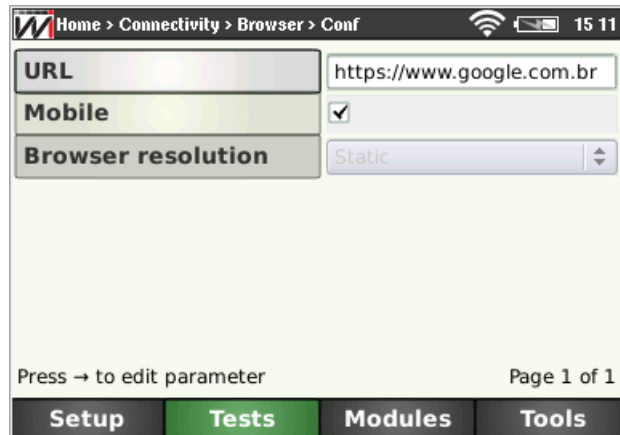 Home > Connectivity > Browser > Conf 15 11
URL https://www.google.com.br
Mobile
Browser resolution Static
Press → to edit parameter Page 1 of 1
Setup Tests Modules Tools